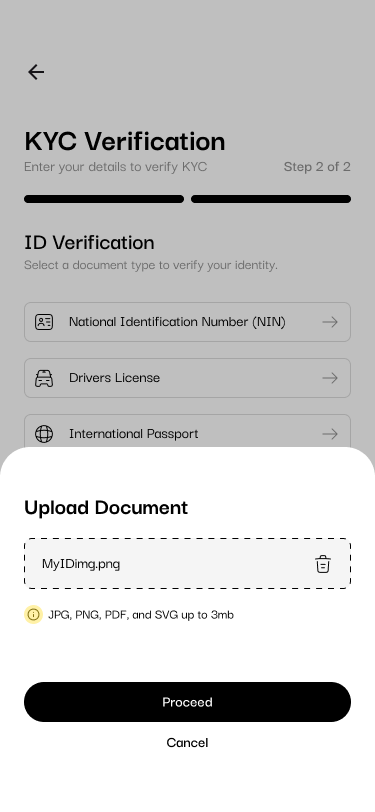 KYC Verification
Enter your details to verify KYC
Step 2 of 2
ID Verification
Select a document type to verify your identity.
National Identification Number (NIN)
Drivers License
International Passport
Upload Document
MyIDimg.png
JPG, PNG, PDF, and SVG up to 3mb
Proceed
Cancel